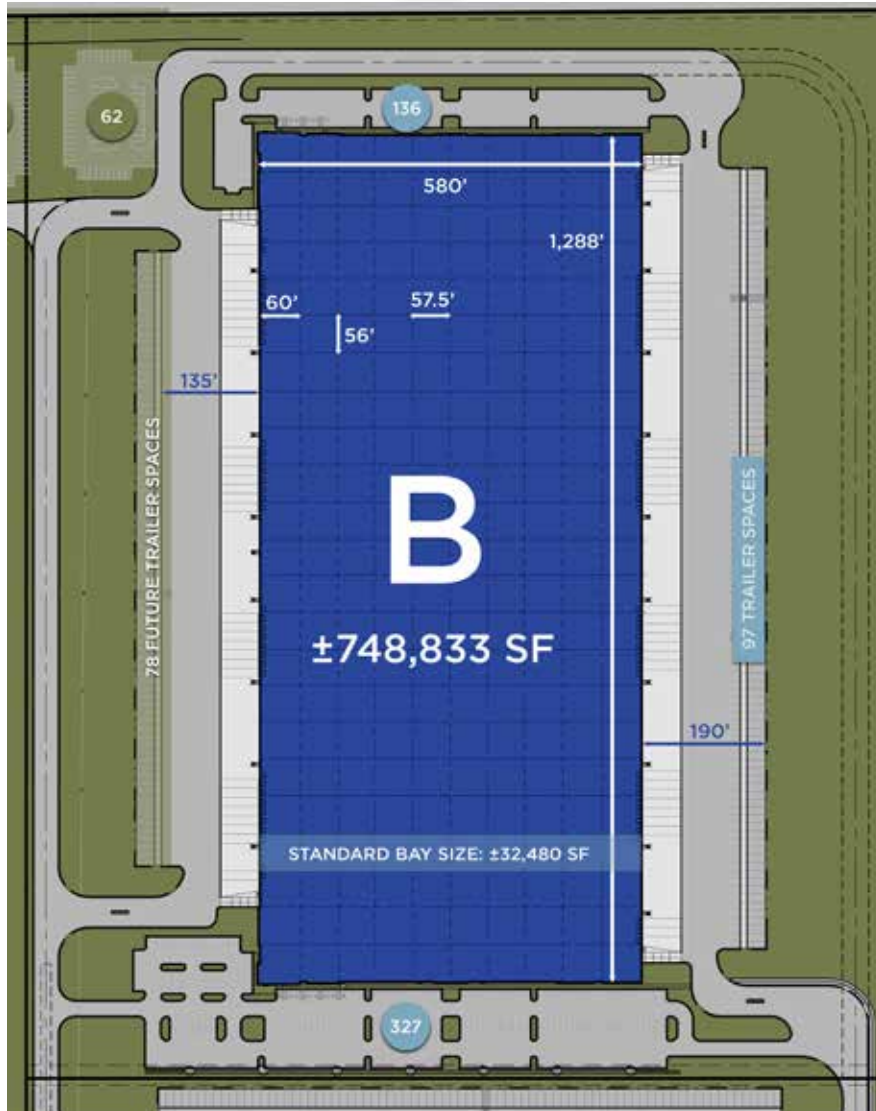 62
136
580'
1,288'
60'
57.5'
56'
135'
78 FUTURE TRAILER SPACES
B
97 TRAILER SPACES
±748,833 SF
190'
STANDARD BAY SIZE: ±32,480 SF
327